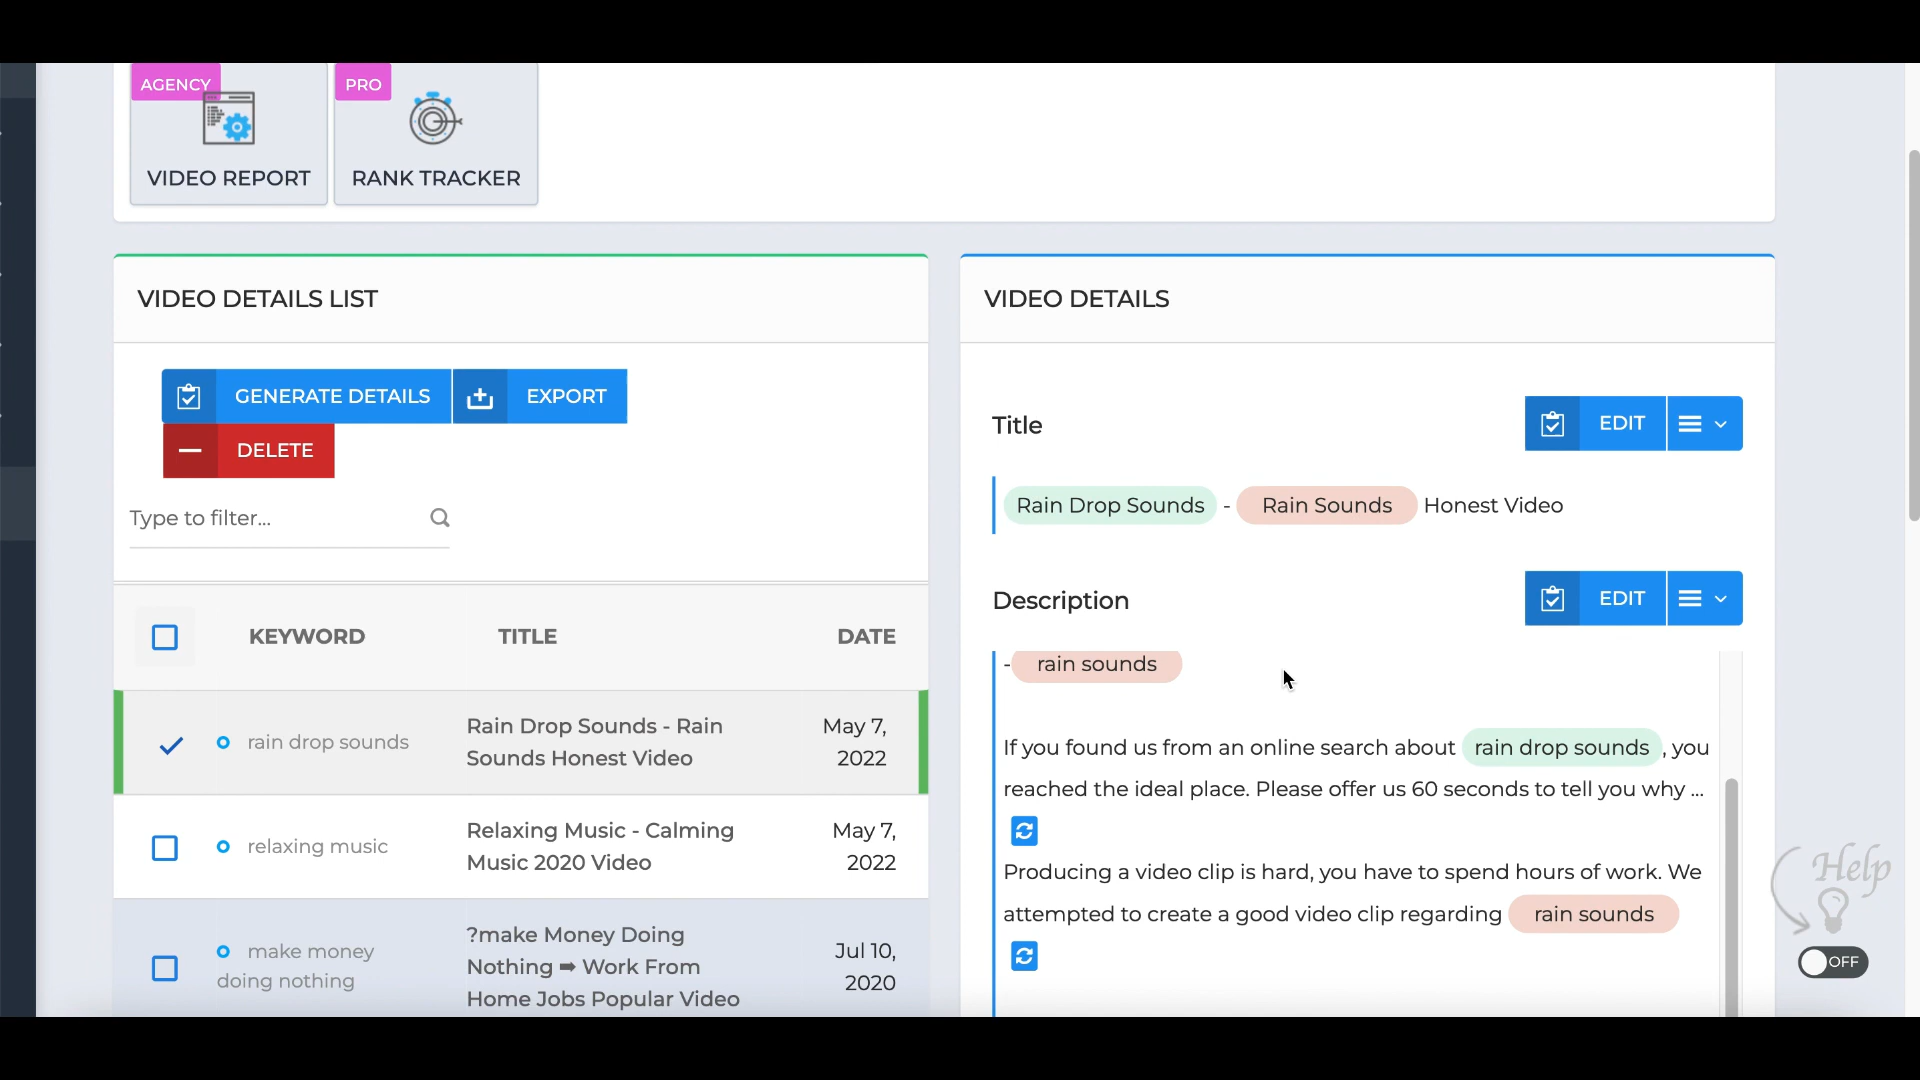 AGENCY
PRO
VIDEO REPORT
RANK TRACKER
VIDEO DETAILS LIST
GENERATE DETAILS
EXPORT
DELETE
Type to filter...
KEYWORD TITLE DATE
rain drop sounds
Rain Drop Sounds - Rain
Sounds Honest Video
May 7,
2022
relaxing music
Relaxing Music - Calming
Music 2020 Video
May 7,
2022
make money
doing nothing
?make Money Doing
Nothing ➡ Work From
Home Jobs Popular Video
Jul 10,
2020
VIDEO DETAILS
Title
EDIT
Rain Drop Sounds - Rain Sounds Honest Video
Description
EDIT
- rain sounds
If you found us from an online search about rain drop sounds , you
reached the ideal place. Please offer us 60 seconds to tell you why ...
Producing a video clip is hard, you have to spend hours of work. We
attempted to create a good video clip regarding rain sounds
Help
OFF